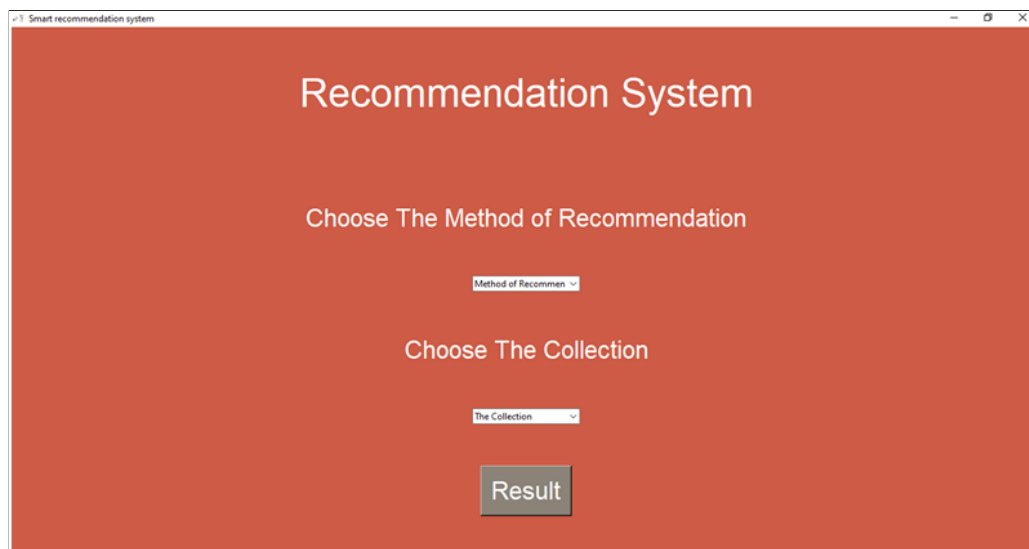 Smart recommendation system
Recommendation System
Choose The Method of Recommendation
Method of Recommen
Choose The Collection
The Collection
Result